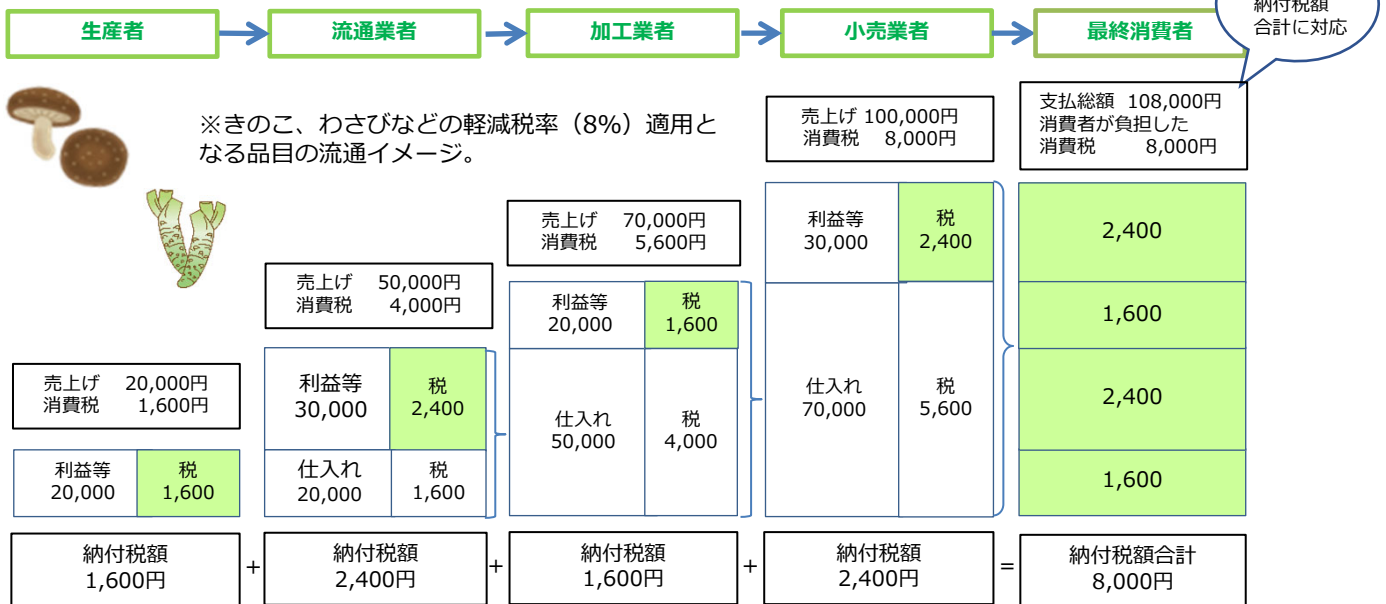 納付税額
合計に対応
生産者
流通業者
加工業者
小売業者
最終消費者
※きのこ、わさびなどの軽減税率（8%）適用と
なる品目の流通イメージ。
売上げ 20,000円
消費税 1,600円
利益等
20,000
税
1,600
納付税額
1,600円
+
売上げ 50,000円
消費税 4,000円
利益等
30,000
税
2,400
仕入れ
20,000
税
1,600
納付税額
2,400円
+
売上げ 70,000円
消費税 5,600円
利益等
20,000
税
1,600
仕入れ
50,000
税
4,000
納付税額
1,600円
+
売上げ 100,000円
消費税 8,000円
利益等
30,000
税
2,400
仕入れ
70,000
税
5,600
納付税額
2,400円
=
支払総額 108,000円
消費者が負担した
消費税 8,000円
2,400
1,600
2,400
1,600
納付税額合計
8,000円